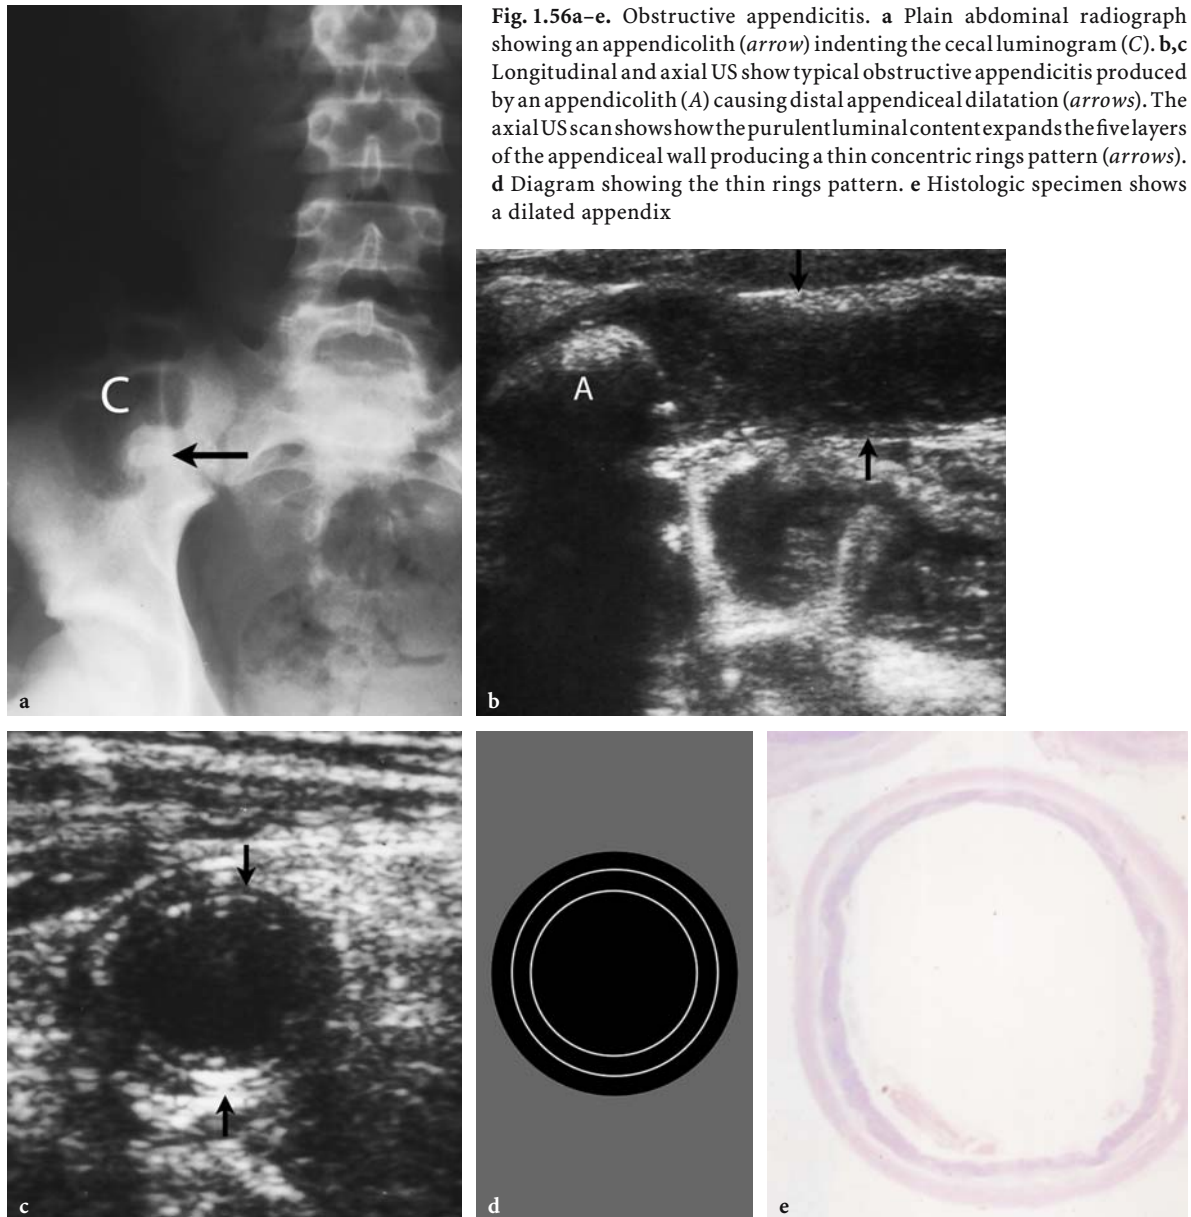 Fig. 1.56a–e. Obstructive appendicitis. a Plain abdominal radiograph
showing an appendicolith (arrow) indenting the cecal luminogram (C). b,c
Longitudinal and axial US show typical obstructive appendicitis produced
by an appendicolith (A) causing distal appendiceal dilatation (arrows). The
axial US scan shows how the purulent luminal content expands the five layers
of the appendiceal wall producing a thin concentric rings pattern (arrows).
d Diagram showing the thin rings pattern. e Histologic specimen shows
a dilated appendix
C
a
A
b
c
d
e